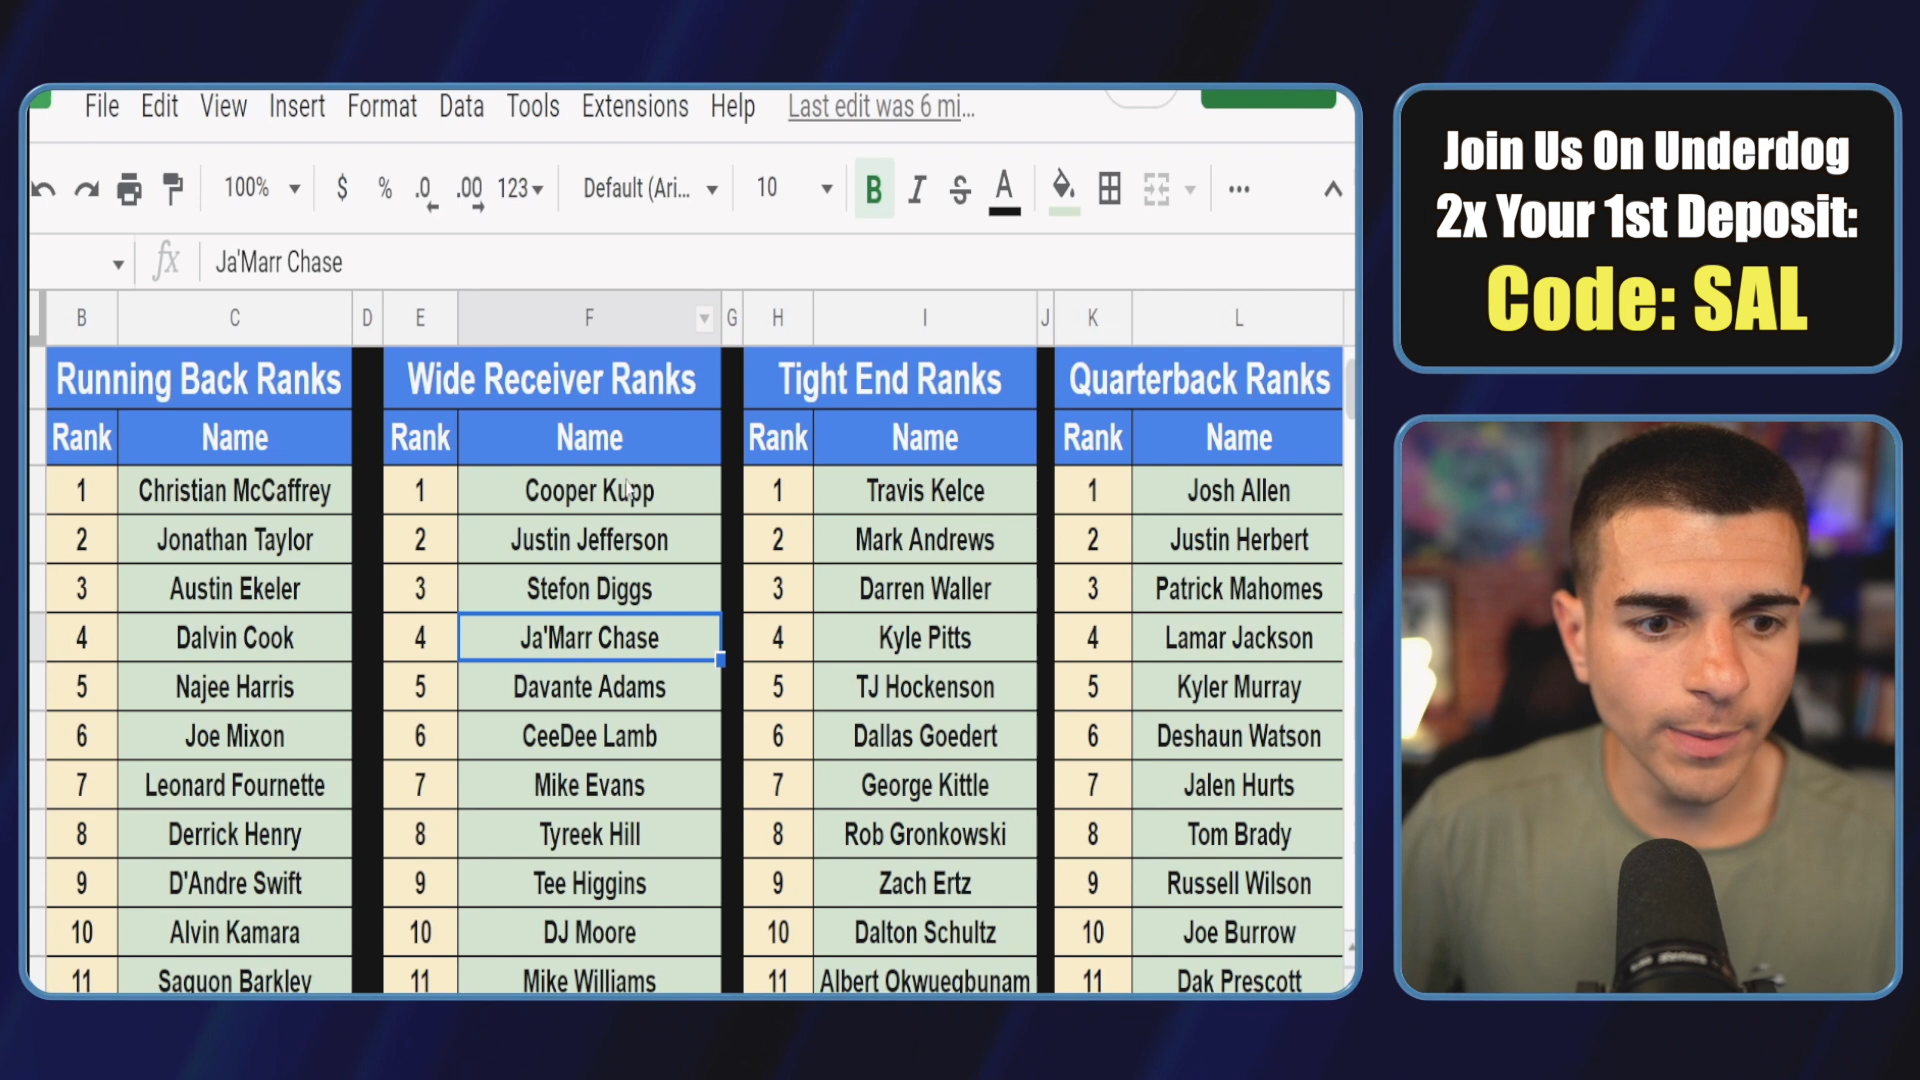 File Edit View Insert Format Data Tools Extensions Help Last edit was 6 mi...
100% $ % .0 .00 123 Default (Ari... 10 B I S A ...
fx Ja'Marr Chase
B C D E F G H I J K L
Running Back Ranks Wide Receiver Ranks Tight End Ranks Quarterback Ranks
Rank Name Rank Name Rank Name Rank Name
1 Christian McCaffrey 1 Cooper Kupp 1 Travis Kelce 1 Josh Allen
2 Jonathan Taylor 2 Justin Jefferson 2 Mark Andrews 2 Justin Herbert
3 Austin Ekeler 3 Stefon Diggs 3 Darren Waller 3 Patrick Mahomes
4 Dalvin Cook 4 Ja'Marr Chase 4 Kyle Pitts 4 Lamar Jackson
5 Najee Harris 5 Davante Adams 5 TJ Hockenson 5 Kyler Murray
6 Joe Mixon 6 CeeDee Lamb 6 Dallas Goedert 6 Deshaun Watson
7 Leonard Fournette 7 Mike Evans 7 George Kittle 7 Jalen Hurts
8 Derrick Henry 8 Tyreek Hill 8 Rob Gronkowski 8 Tom Brady
9 D'Andre Swift 9 Tee Higgins 9 Zach Ertz 9 Russell Wilson
10 Alvin Kamara 10 DJ Moore 10 Dalton Schultz 10 Joe Burrow
11 Saquon Barkley 11 Mike Williams 11 Albert Okwuegbunam 11 Dak Prescott
Join Us On Underdog
2x Your 1st Deposit:
Code: SAL